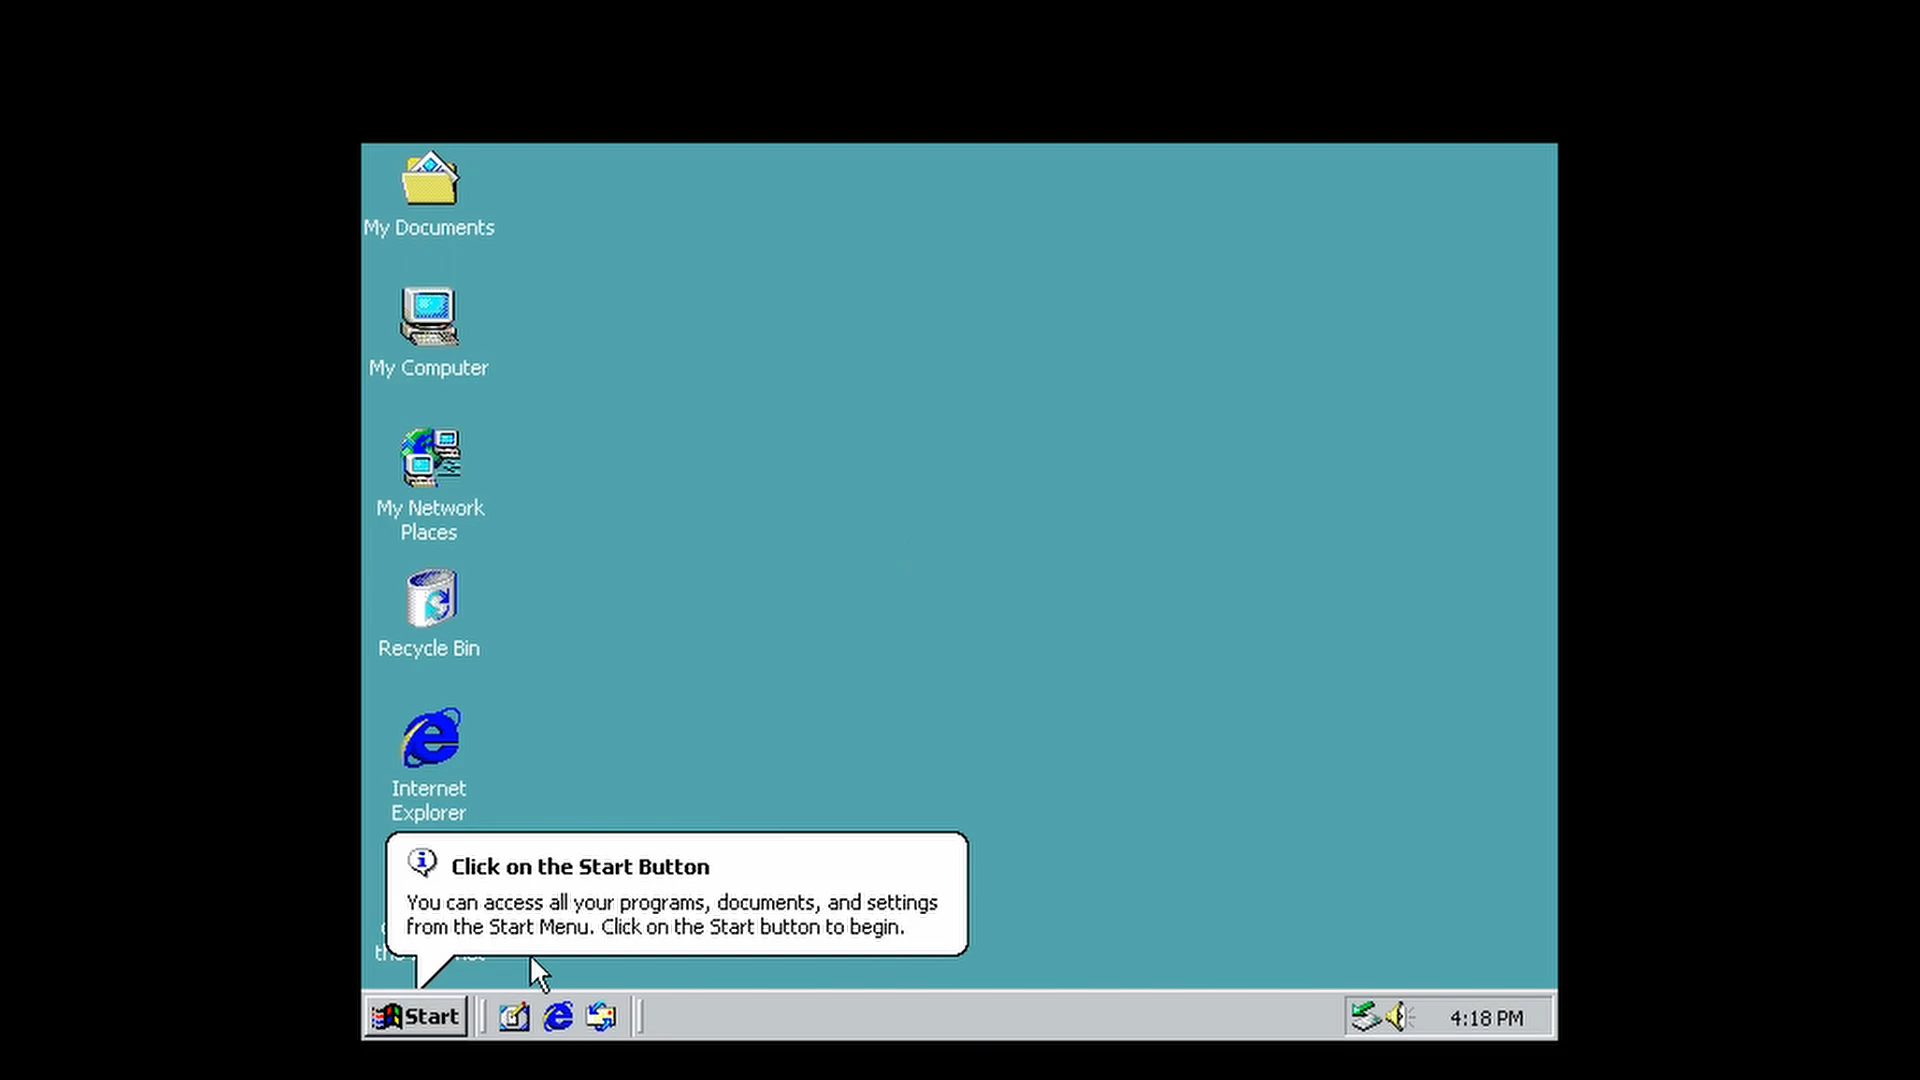 My Documents
My Computer
My Network
Places
Recycle Bin
Internet
Explorer
Click on the Start Button
You can access all your programs, documents, and settings
from the Start Menu. Click on the Start button to begin.
Start
4:18 PM